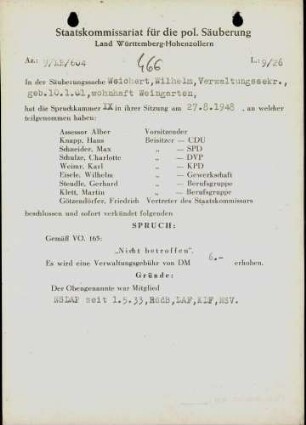 Staatskommissariat für die pol. Säuberung
Land Württemberg-Hohenzollern
Az.: 9/LS/604 466 L: 9/26
In der Säuberungssache Weichert, Wilhelm, Verwaltungssekr.,
geb.10.1.01, wohnhaft Weingarten,
hat die Spruchkammer IX in ihrer Sitzung am 27.8.1948, an welcher
teilgenommen haben:
Assessor Alber Vorsitzender
Knapp, Hans Beisitzer — CDU
Schneider, Max „ — SPD
Schulze, Charlotte „ — DVP
Weiser, Karl „ — KPD
Eisele, Wilhelm „ — Gewerkschaft
Stendle, Gerhard „ — Berufsgruppe
Klett, Martin „ — Berufsgruppe
Götzendörfer, Friedrich Vertreter des Staatskommissars
beschlossen und sofort verkündet folgenden
SPRUCH:
Gemäß VO. 165:
„Nicht betroffen“.
Es wird eine Verwaltungsgebühr von DM 6.- erhoben.
Gründe:
Der Obengenannte war Mitglied
NSDAP seit 1.5.33, RDdB, DAF, KLF, NSV.